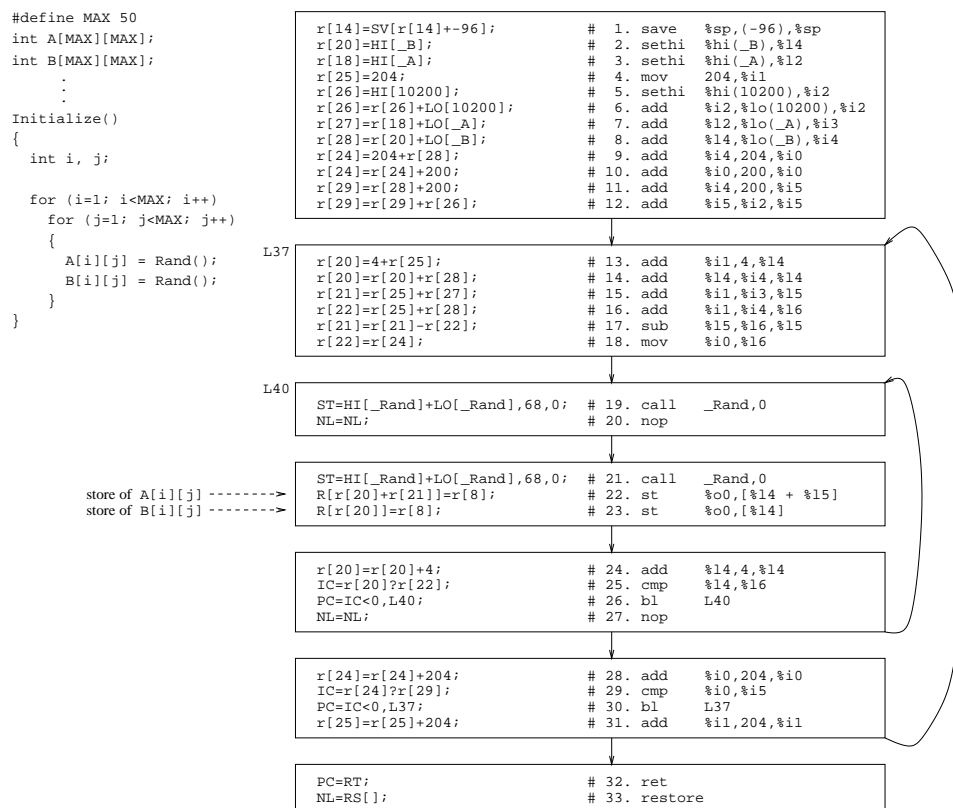 #define MAX 50
int A[MAX][MAX];
int B[MAX][MAX];
.
.
.
Initialize()
{
int i, j;
for (i=1; i<MAX; i++)
for (j=1; j<MAX; j++)
{
A[i][j] = Rand();
B[i][j] = Rand();
}
}
r[14]=SV[r[14]+-96]; # 1. save %sp,(-96),%sp
r[20]=HI[_B]; # 2. sethi %hi(_B),%l4
r[18]=HI[_A]; # 3. sethi %hi(_A),%l2
r[25]=204; # 4. mov 204,%i1
r[26]=HI[10200]; # 5. sethi %hi(10200),%i2
r[26]=r[26]+LO[10200]; # 6. add %i2,%lo(10200),%i2
r[27]=r[18]+LO[_A]; # 7. add %l2,%lo(_A),%i3
r[28]=r[20]+LO[_B]; # 8. add %l4,%lo(_B),%i4
r[24]=204+r[28]; # 9. add %i4,204,%i0
r[24]=r[24]+200; # 10. add %i0,200,%i0
r[29]=r[28]+200; # 11. add %i4,200,%i5
r[29]=r[29]+r[26]; # 12. add %i5,%i2,%i5
L37
r[20]=4+r[25]; # 13. add %i1,4,%l4
r[20]=r[20]+r[28]; # 14. add %l4,%i4,%l4
r[21]=r[25]+r[27]; # 15. add %i1,%i3,%l5
r[22]=r[25]+r[28]; # 16. add %i1,%i4,%l6
r[21]=r[21]-r[22]; # 17. sub %l5,%l6,%l5
r[22]=r[24]; # 18. mov %i0,%l6
L40
ST=HI[_Rand]+LO[_Rand],68,0; # 19. call _Rand,0
NL=NL; # 20. nop
ST=HI[_Rand]+LO[_Rand],68,0; # 21. call _Rand,0
store of A[i][j] R[r[20]+r[21]]=r[8]; # 22. st %o0,[%l4 + %l5]
store of B[i][j] R[r[20]]=r[8]; # 23. st %o0,[%l4]
r[20]=r[20]+4; # 24. add %l4,4,%l4
IC=r[20]?r[22]; # 25. cmp %l4,%l6
PC=IC<0,L40; # 26. bl L40
NL=NL; # 27. nop
r[24]=r[24]+204; # 28. add %i0,204,%i0
IC=r[24]?r[29]; # 29. cmp %i0,%i5
PC=IC<0,L37; # 30. bl L37
r[25]=r[25]+204; # 31. add %i1,204,%i1
PC=RT; # 32. ret
NL=RS[]; # 33. restore